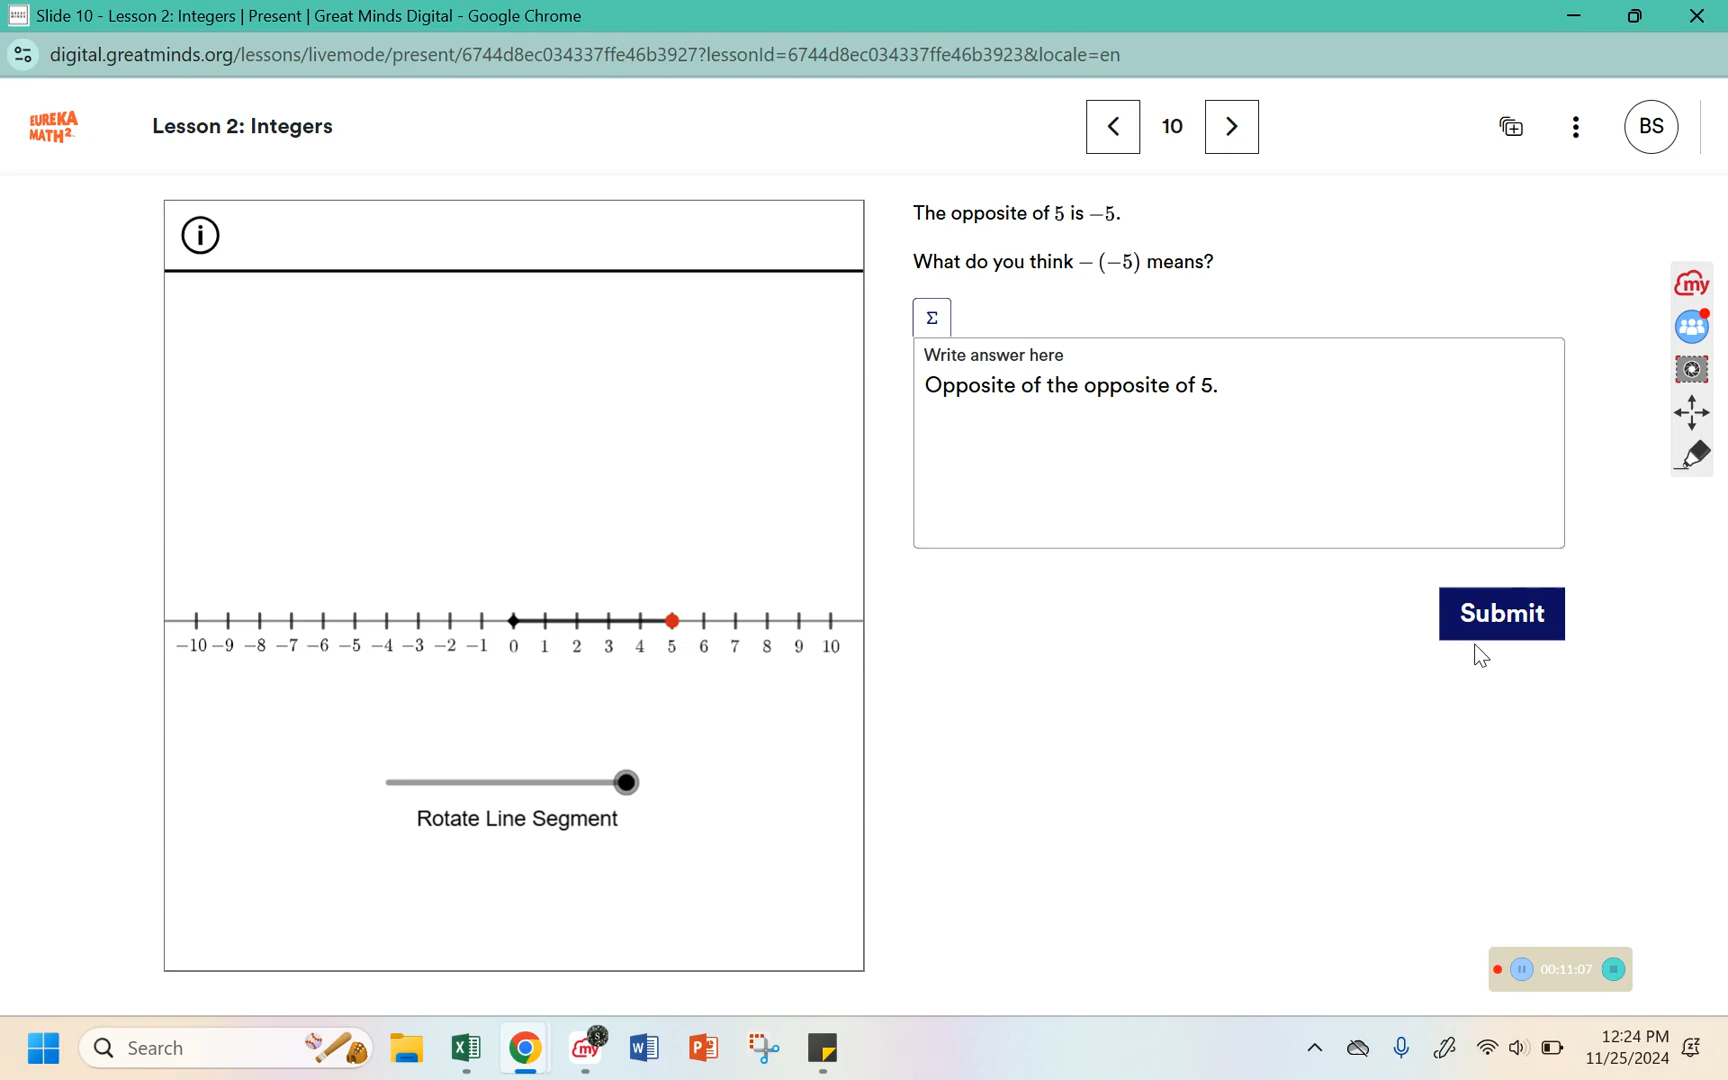 Slide 10 - Lesson 2: Integers | Present | Great Minds Digital - Google Chrome
digital.greatminds.org/lessons/livemode/present/6744d8ec034337ffe46b3927?lessonId=6744d8ec034337ffe46b3923&locale=en
EUREKA
MATH²
Lesson 2: Integers
10
BS
i
The opposite of 5 is −5.
What do you think −(−5) means?
Σ
Write answer here
Opposite of the opposite of 5.
Submit
my
−10 −9 −8 −7 −6 −5 −4 −3 −2 −1 0 1 2 3 4 5 6 7 8 9 10
Rotate Line Segment
00:11:07
Search
my
S
12:24 PM
11/25/2024